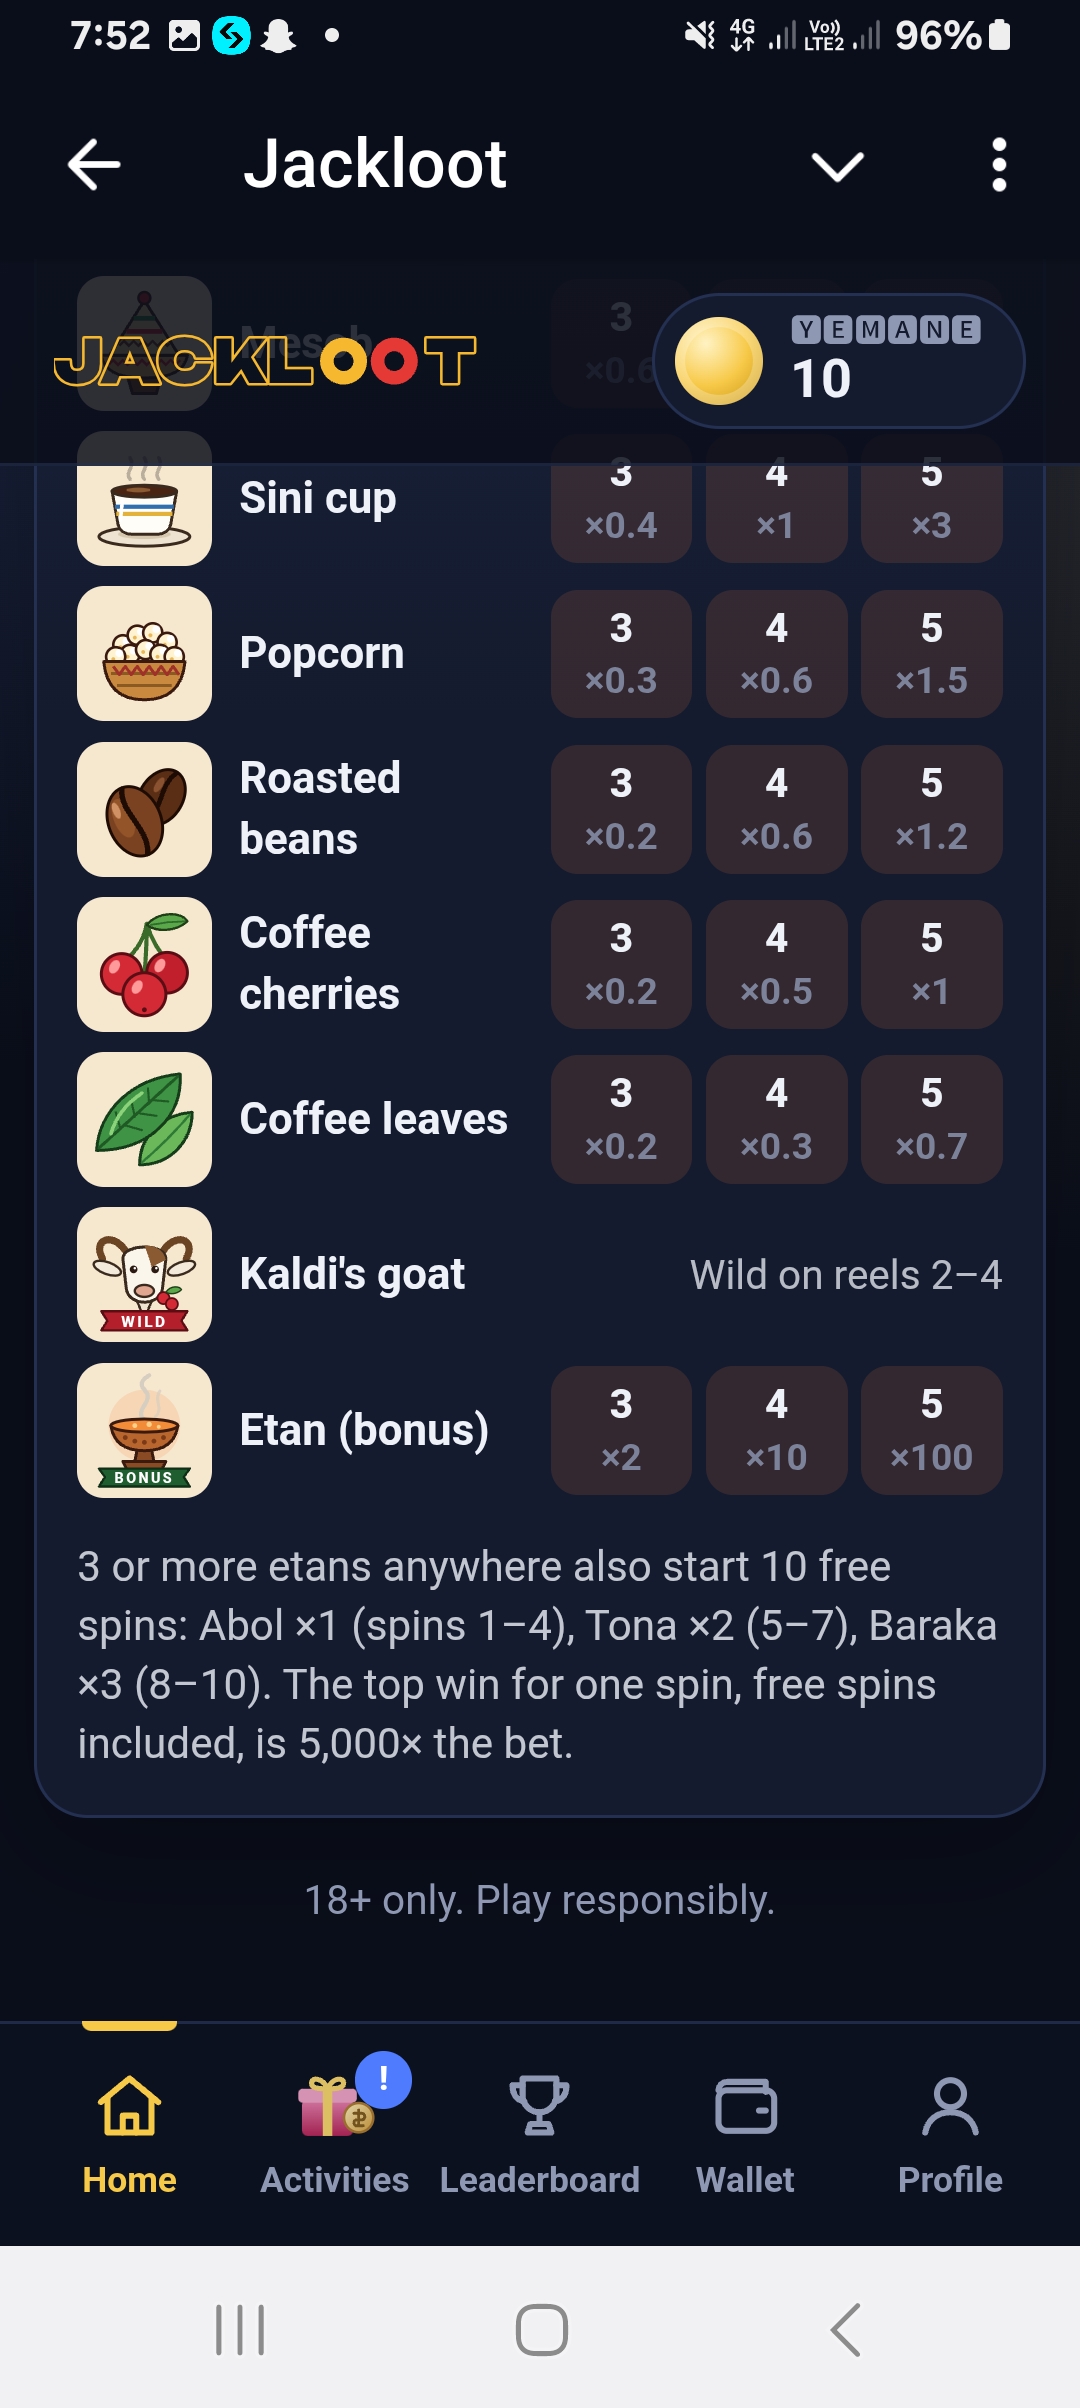 7:52
4G
Vo)) LTE2
96%
Jackloot
Mesob
3
×0.6
JACKLOOT
YEMANE
10
Sini cup
3 4 5
×0.4 ×1 ×3
Popcorn
3 4 5
×0.3 ×0.6 ×1.5
Roasted
beans
3 4 5
×0.2 ×0.6 ×1.2
Coffee
cherries
3 4 5
×0.2 ×0.5 ×1
Coffee leaves
3 4 5
×0.2 ×0.3 ×0.7
WILD
Kaldi's goat
Wild on reels 2–4
BONUS
Etan (bonus)
3 4 5
×2 ×10 ×100
3 or more etans anywhere also start 10 free
spins: Abol ×1 (spins 1–4), Tona ×2 (5–7), Baraka
×3 (8–10). The top win for one spin, free spins
included, is 5,000× the bet.
18+ only. Play responsibly.
!
Home Activities Leaderboard Wallet Profile